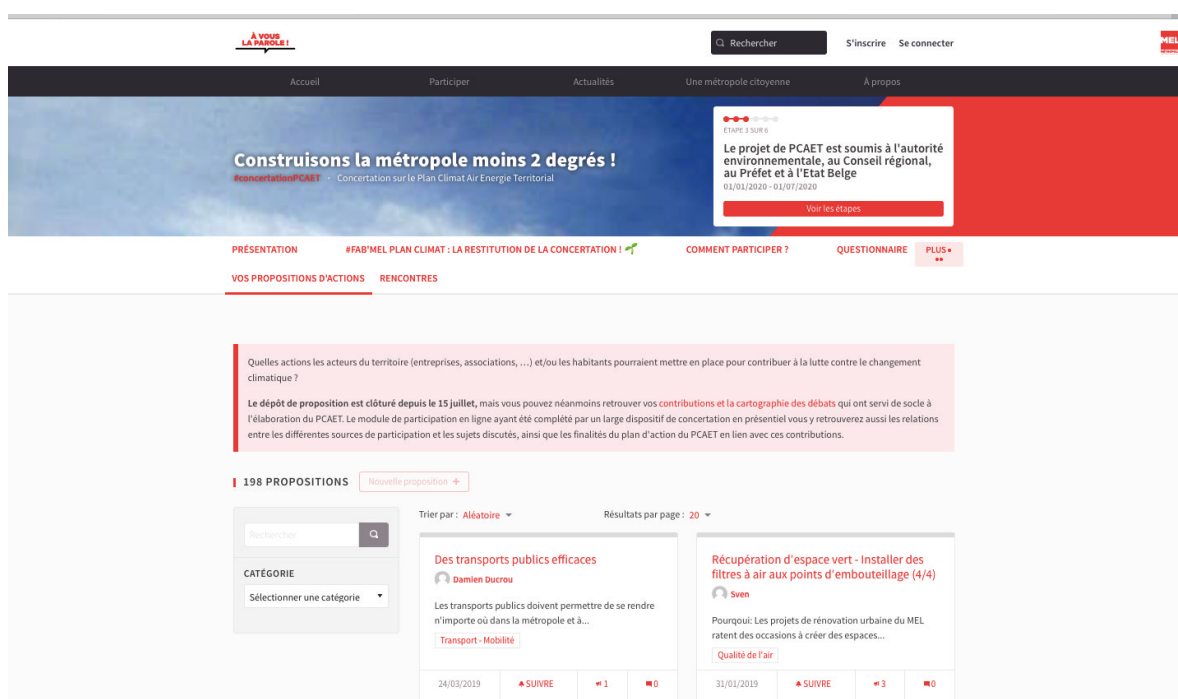 À VOUS
LA PAROLE !
Rechercher
S'inscrire Se connecter
MEL
Accueil Participer Actualités Une métropole citoyenne À propos
Construisons la métropole moins 2 degrés !
#concertationPCAET · Concertation sur le Plan Climat Air Energie Territorial
ÉTAPE 3 SUR 6
Le projet de PCAET est soumis à l'autorité
environnementale, au Conseil régional,
au Préfet et à l'Etat Belge
01/01/2020 - 01/07/2020
Voir les étapes
PRÉSENTATION #FAB'MEL PLAN CLIMAT : LA RESTITUTION DE LA CONCERTATION ! COMMENT PARTICIPER ? QUESTIONNAIRE PLUS
VOS PROPOSITIONS D'ACTIONS RENCONTRES
Quelles actions les acteurs du territoire (entreprises, associations, …) et/ou les habitants pourraient mettre en place pour contribuer à la lutte contre le changement
climatique ?
Le dépôt de proposition est clôturé depuis le 15 juillet, mais vous pouvez néanmoins retrouver vos contributions et la cartographie des débats qui ont servi de socle à
l'élaboration du PCAET. Le module de participation en ligne ayant été complété par un large dispositif de concertation en présentiel vous y retrouverez aussi les relations
entre les différentes sources de participation et les sujets discutés, ainsi que les finalités du plan d'action du PCAET en lien avec ces contributions.
198 PROPOSITIONS Nouvelle proposition +
Rechercher
CATÉGORIE
Sélectionner une catégorie
Trier par : Aléatoire Résultats par page : 20
Des transports publics efficaces
Damien Ducrou
Les transports publics doivent permettre de se rendre
n'importe où dans la métropole et à...
Transport - Mobilité
24/03/2019 SUIVRE 1 0
Récupération d'espace vert - Installer des
filtres à air aux points d'embouteillage (4/4)
Sven
Pourqoui: Les projets de rénovation urbaine du MEL
ratent des occasions à créer des espaces...
Qualité de l'air
31/01/2019 SUIVRE 3 0